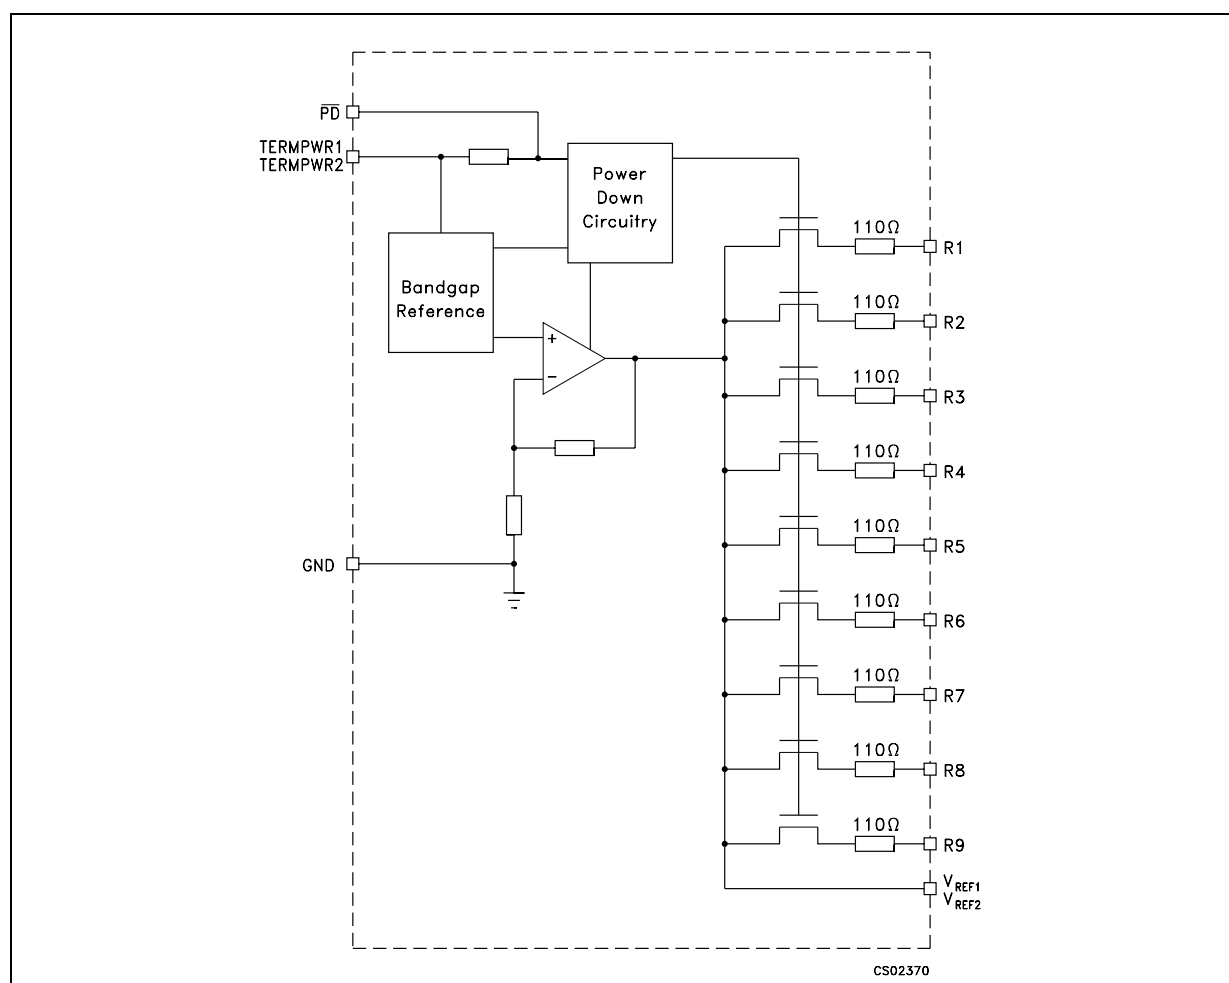 PD
TERMPWR1
TERMPWR2
Power
Down
Circuitry
Bandgap
Reference
+
−
GND
110Ω
R1
110Ω
R2
110Ω
R3
110Ω
R4
110Ω
R5
110Ω
R6
110Ω
R7
110Ω
R8
110Ω
R9
VREF1
VREF2
CS02370